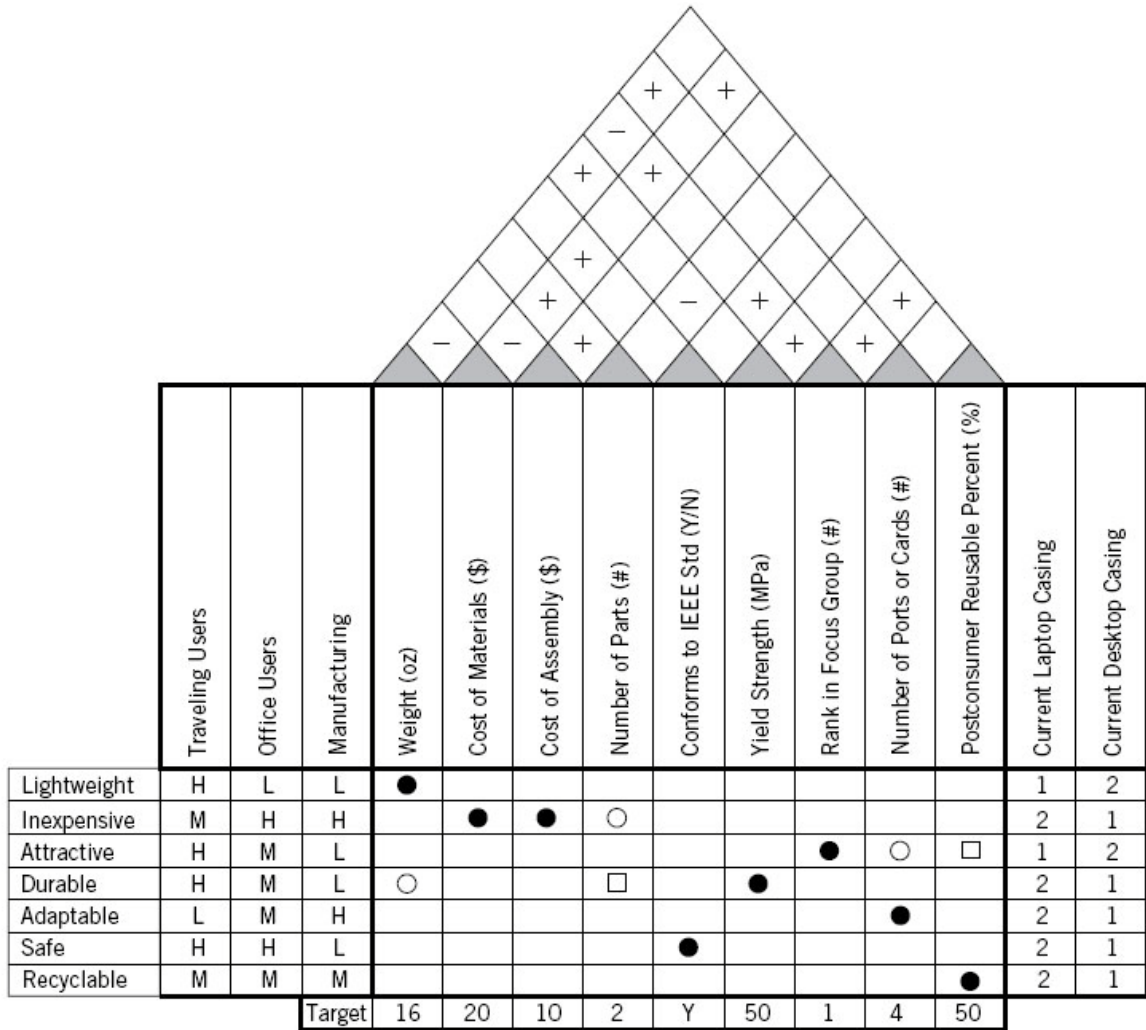 + +
−
+ +
+
+ − + +
− − + + +
Traveling Users
Office Users
Manufacturing
Weight (oz)
Cost of Materials ($)
Cost of Assembly ($)
Number of Parts (#)
Conforms to IEEE Std (Y/N)
Yield Strength (MPa)
Rank in Focus Group (#)
Number of Ports or Cards (#)
Postconsumer Reusable Percent (%)
Current Laptop Casing
Current Desktop Casing
Lightweight H L L ● 1 2
Inexpensive M H H ● ● ○ 2 1
Attractive H M L ● ○ □ 1 2
Durable H M L ○ □ ● 2 1
Adaptable L M H ● 2 1
Safe H H L ● 2 1
Recyclable M M M ● 2 1
Target 16 20 10 2 Y 50 1 4 50